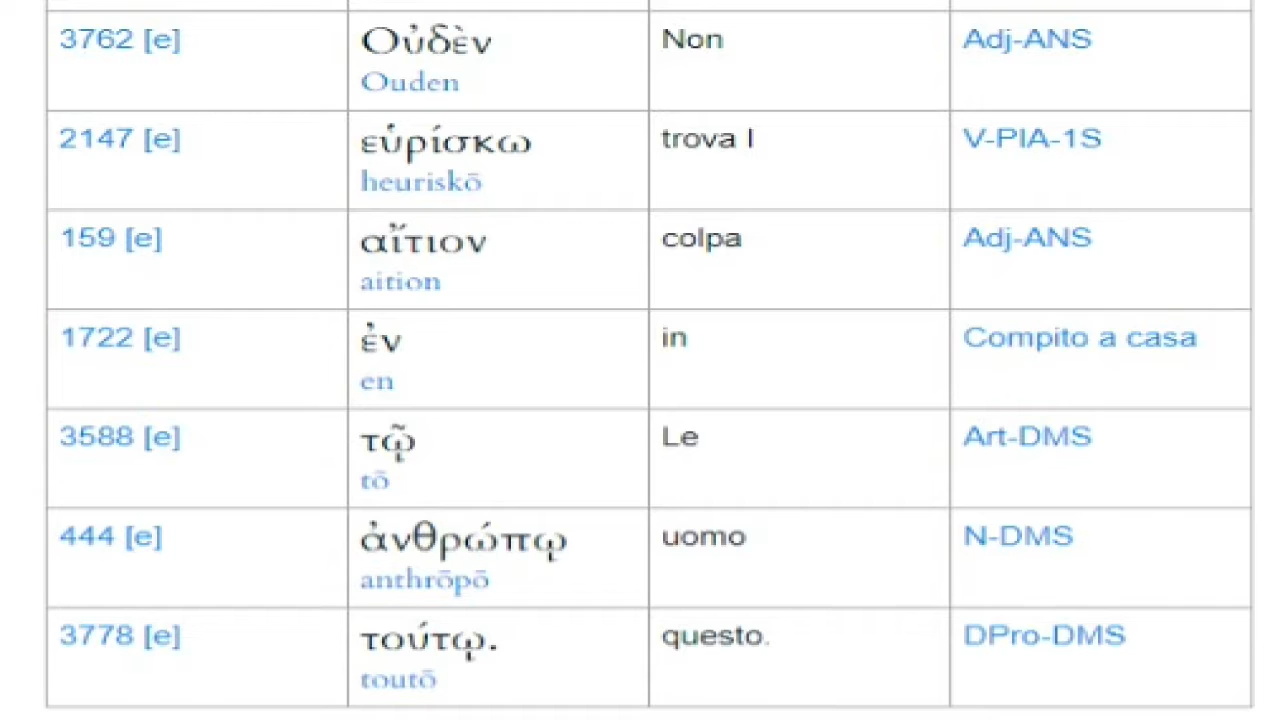 3762 [e] Οὐδὲν Non Adj-ANS
Ouden
2147 [e] εὑρίσκω trova I V-PIA-1S
heuriskō
159 [e] αἴτιον colpa Adj-ANS
aition
1722 [e] ἐν in Compito a casa
en
3588 [e] τῷ Le Art-DMS
tō
444 [e] ἀνθρώπῳ uomo N-DMS
anthrōpō
3778 [e] τούτῳ. questo. DPro-DMS
toutō